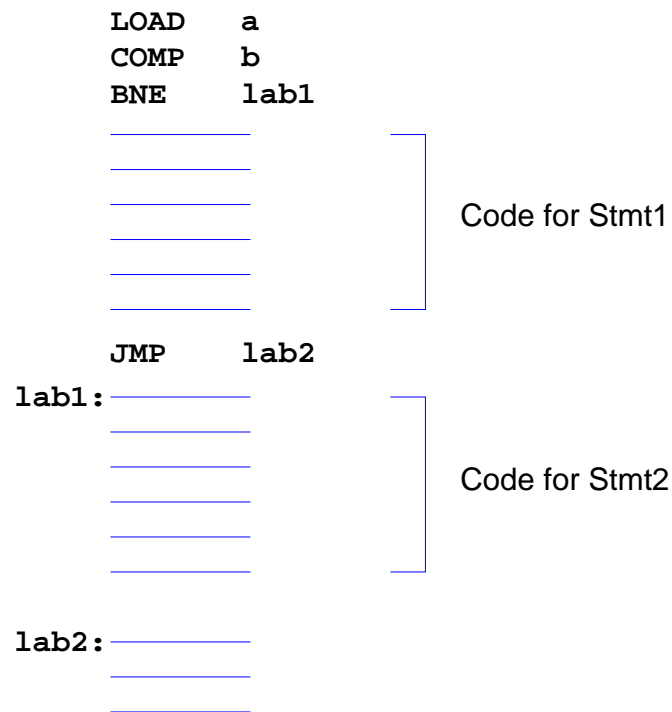 LOAD a
COMP b
BNE lab1
Code for Stmt1
JMP lab2
lab1:
Code for Stmt2
lab2: